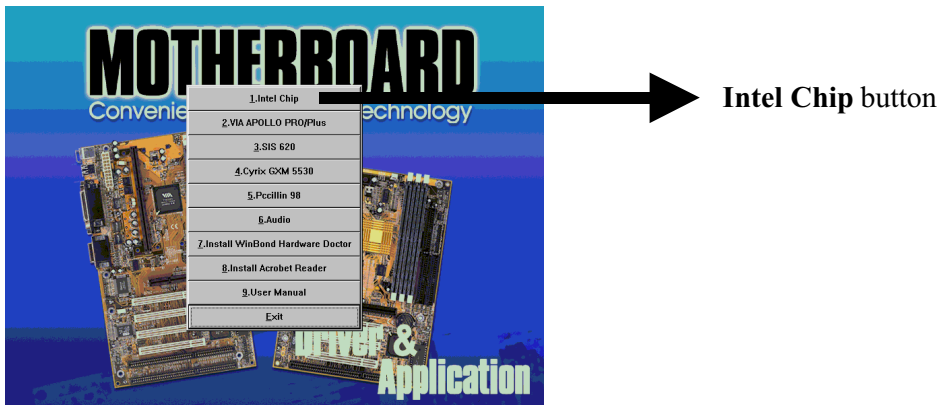 MOTHERBOARD
Convenie echnology
1.Intel Chip
2.VIA APOLLO PRO/Plus
3.SIS 620
4.Cyrix GXM 5530
5.Pccillin 98
6.Audio
7.Install WinBond Hardware Doctor
8.Install Acrobet Reader
9.User Manual
Exit
Driver &
Application
Intel Chip button